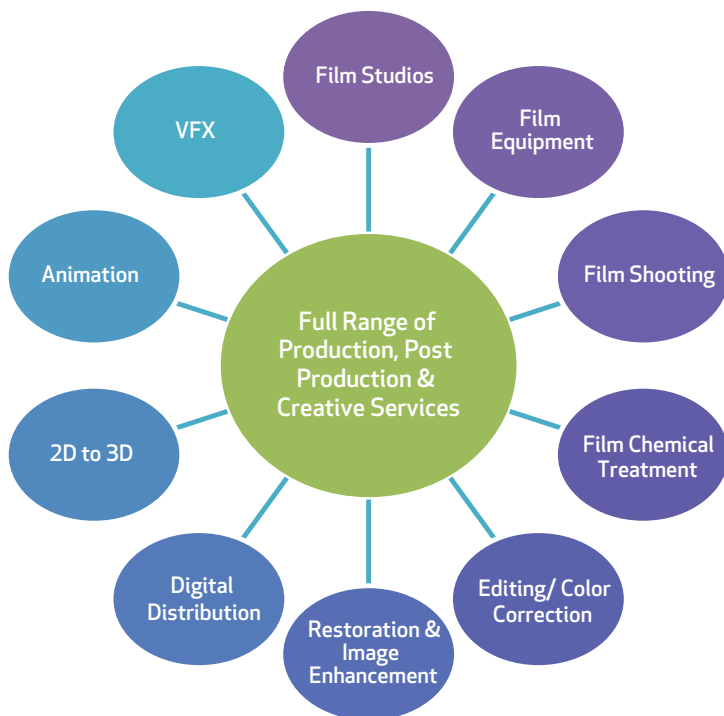 Film Studios
Film
Equipment
Film Shooting
Film Chemical
Treatment
Editing/ Color
Correction
Restoration &
Image
Enhancement
Digital
Distribution
2D to 3D
Animation
VFX
Full Range of
Production, Post
Production &
Creative Services